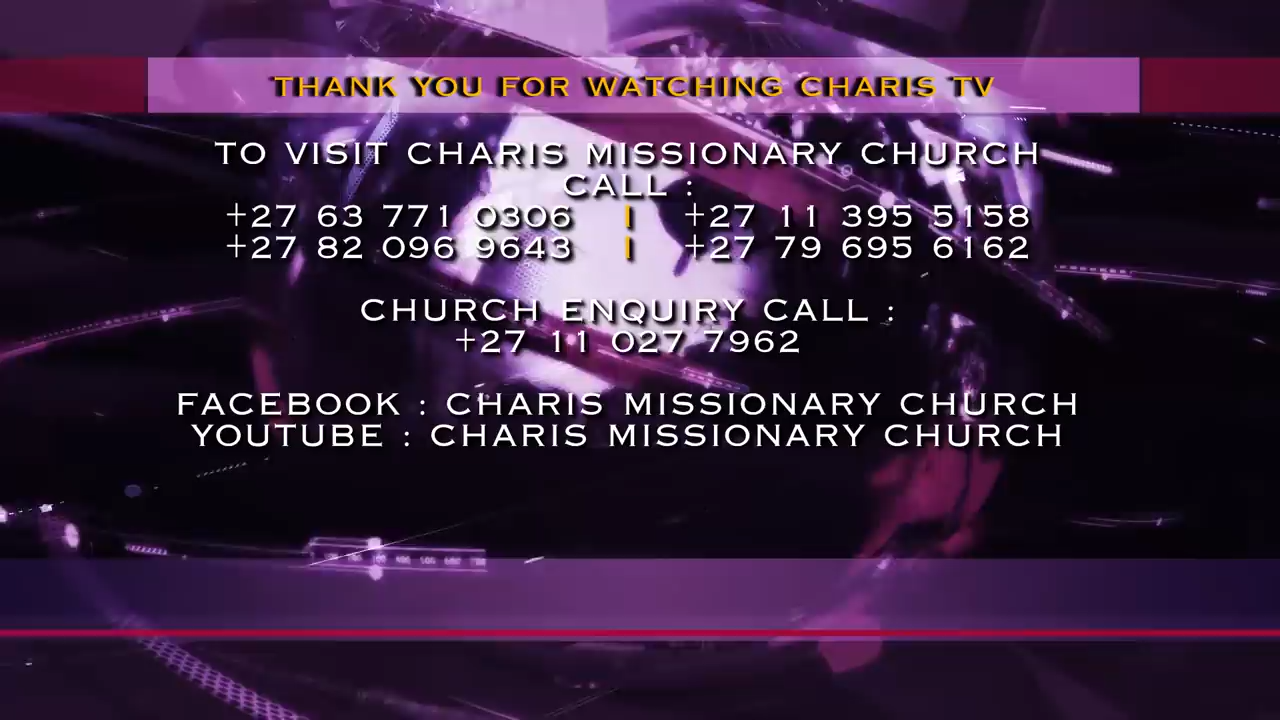 THANK YOU FOR WATCHING CHARIS TV
TO VISIT CHARIS MISSIONARY CHURCH
CALL :
+27 63 771 0306 | +27 11 395 5158
+27 82 096 9643 | +27 79 695 6162
CHURCH ENQUIRY CALL :
+27 11 027 7962
FACEBOOK : CHARIS MISSIONARY CHURCH
YOUTUBE : CHARIS MISSIONARY CHURCH